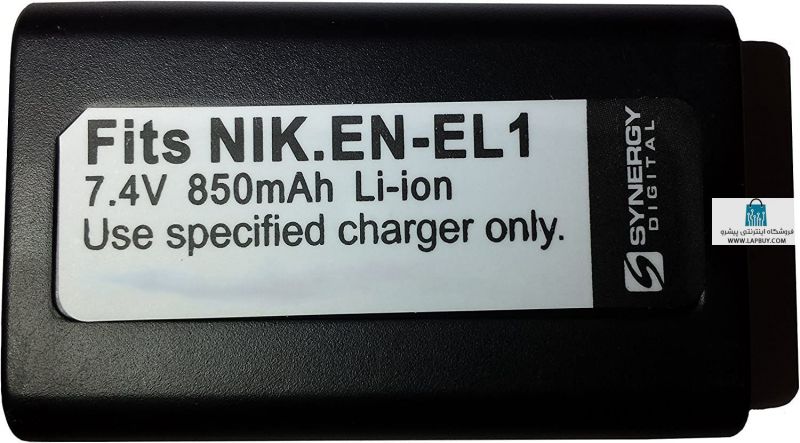 Fits NIK.EN-EL1
7.4V 850mAh Li-ion
Use specified charger only.
SYNERGY
DIGITAL
فروشگاه اینترنتی پیشرو
WWW.LAPBUY.COM